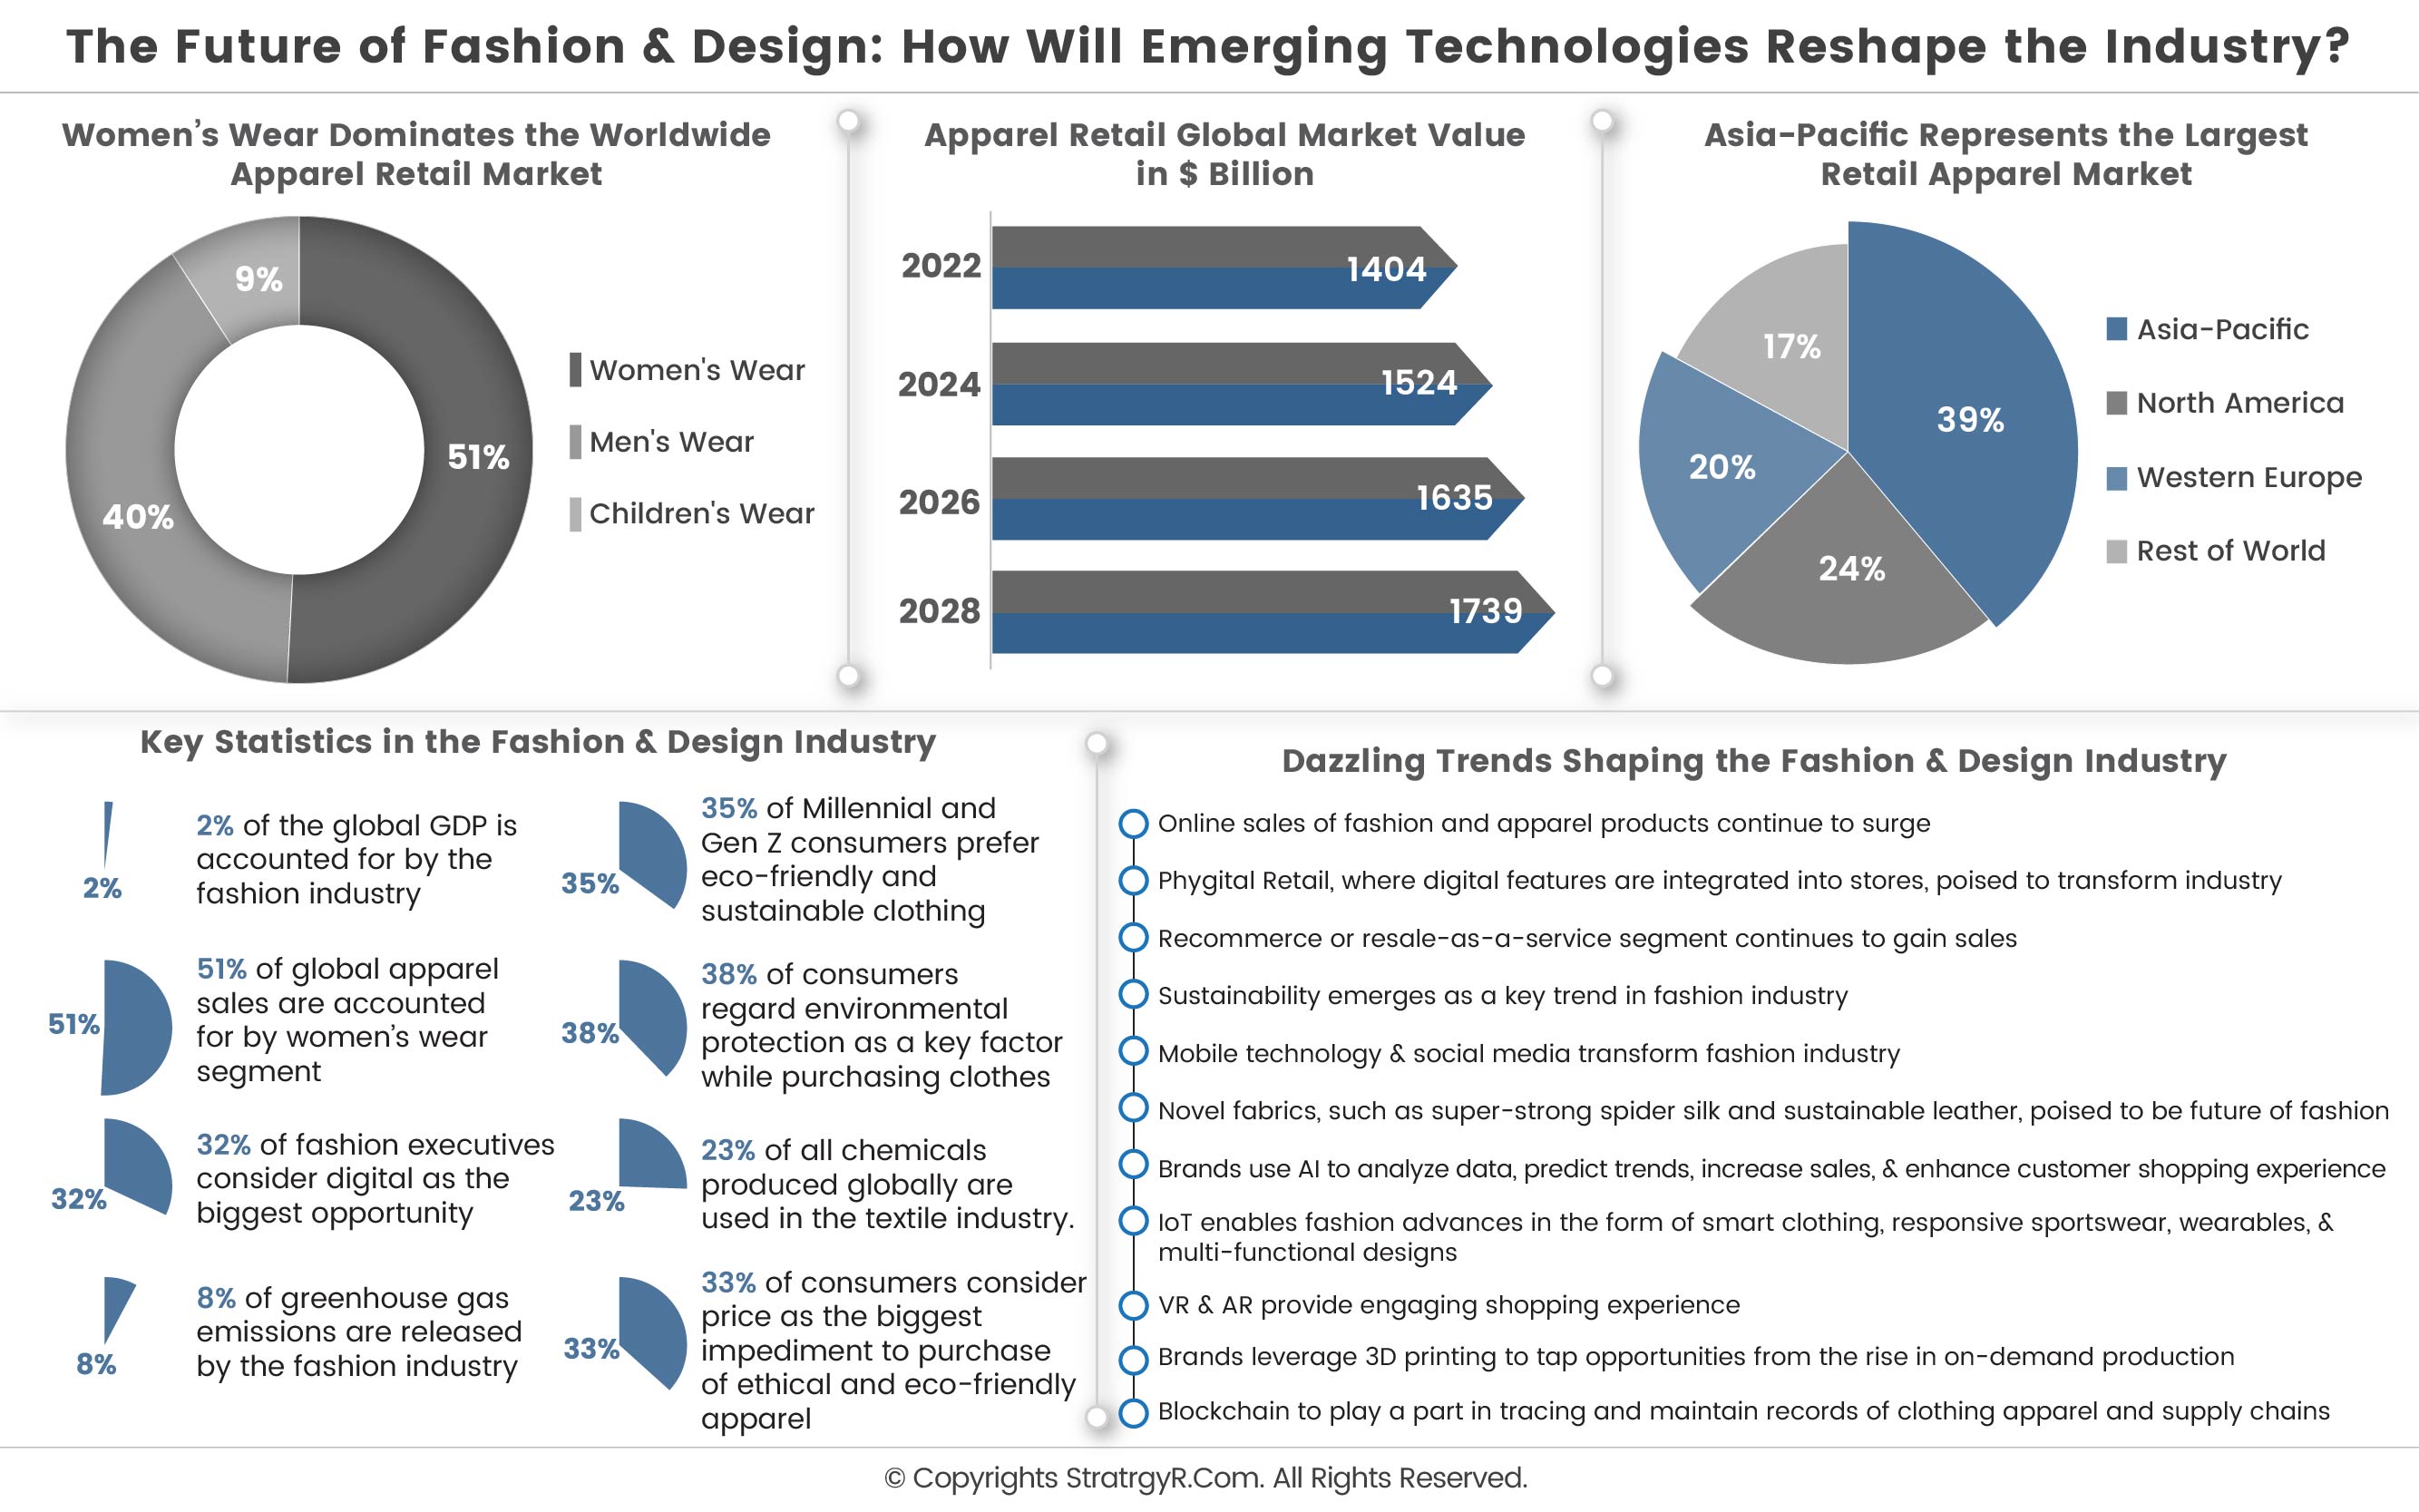 The Future of Fashion & Design: How Will Emerging Technologies Reshape the Industry?
Women’s Wear Dominates the Worldwide
Apparel Retail Market
9%
51%
40%
Women's Wear
Men's Wear
Children's Wear
Apparel Retail Global Market Value
in $ Billion
2022 1404
2024 1524
2026 1635
2028 1739
Asia-Pacific Represents the Largest
Retail Apparel Market
17%
39%
20%
24%
Asia-Pacific
North America
Western Europe
Rest of World
Key Statistics in the Fashion & Design Industry
2%
2% of the global GDP is
accounted for by the
fashion industry
51%
51% of global apparel
sales are accounted
for by women’s wear
segment
32%
32% of fashion executives
consider digital as the
biggest opportunity
8%
8% of greenhouse gas
emissions are released
by the fashion industry
35%
35% of Millennial and
Gen Z consumers prefer
eco-friendly and
sustainable clothing
38%
38% of consumers
regard environmental
protection as a key factor
while purchasing clothes
23%
23% of all chemicals
produced globally are
used in the textile industry.
33%
33% of consumers consider
price as the biggest
impediment to purchase
of ethical and eco-friendly
apparel
Dazzling Trends Shaping the Fashion & Design Industry
Online sales of fashion and apparel products continue to surge
Phygital Retail, where digital features are integrated into stores, poised to transform industry
Recommerce or resale-as-a-service segment continues to gain sales
Sustainability emerges as a key trend in fashion industry
Mobile technology & social media transform fashion industry
Novel fabrics, such as super-strong spider silk and sustainable leather, poised to be future of fashion
Brands use AI to analyze data, predict trends, increase sales, & enhance customer shopping experience
IoT enables fashion advances in the form of smart clothing, responsive sportswear, wearables, &
multi-functional designs
VR & AR provide engaging shopping experience
Brands leverage 3D printing to tap opportunities from the rise in on-demand production
Blockchain to play a part in tracing and maintain records of clothing apparel and supply chains
© Copyrights StratrgyR.Com. All Rights Reserved.